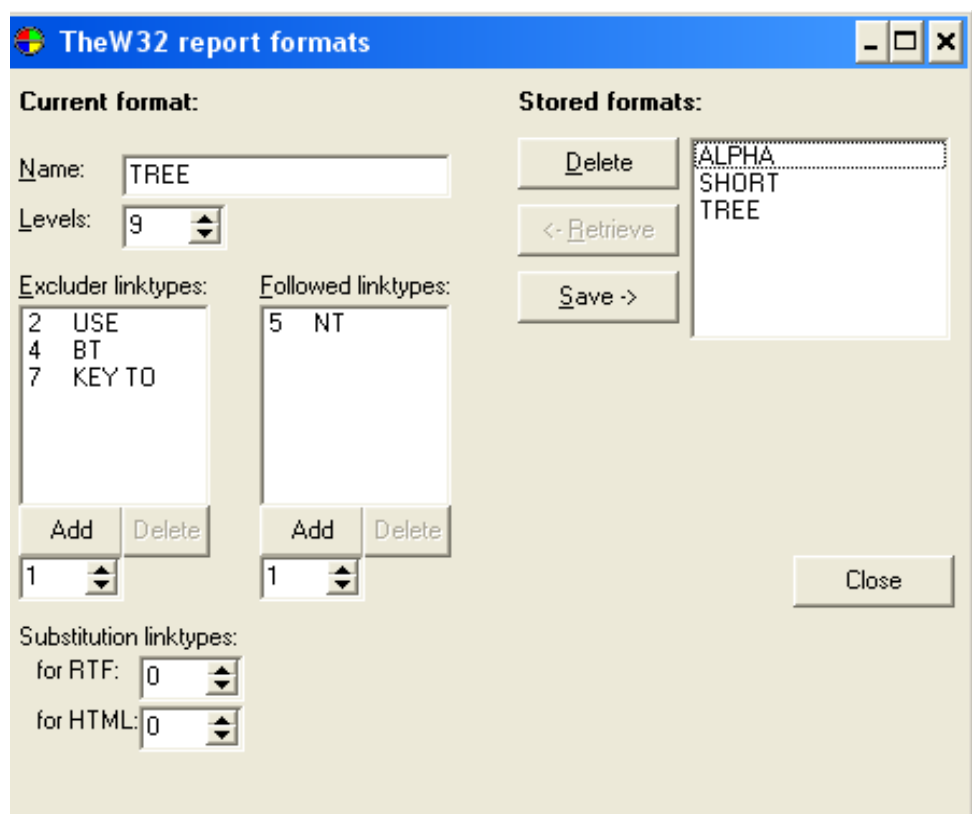 TheW32 report formats
Current format:
Name: TREE
Levels: 9
Excluder linktypes:
2 USE
4 BT
7 KEY TO
Add Delete
1
Followed linktypes:
5 NT
Add Delete
1
Substitution linktypes:
for RTF: 0
for HTML: 0
Stored formats:
Delete
<- Retrieve
Save ->
ALPHA
SHORT
TREE
Close